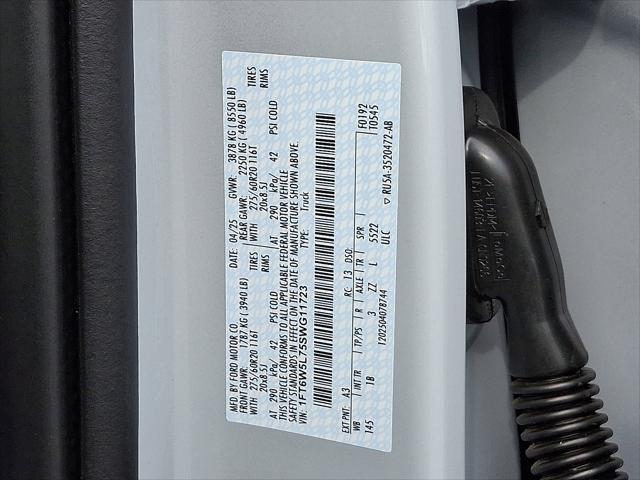 MFD. BY FORD MOTOR CO. DATE: 04/25 GVWR: 3878 KG ( 8550 LB)
FRONT GAWR: 1787 KG ( 3940 LB) REAR GAWR: 2250 KG ( 4960 LB)
WITH 275/60R20 116T TIRES WITH 275/60R20 116T TIRES
20x8.5J RIMS 20x8.5J RIMS
AT 290 kPa/ 42 PSI COLD AT 290 kPa/ 42 PSI COLD
THIS VEHICLE CONFORMS TO ALL APPLICABLE FEDERAL MOTOR VEHICLE
SAFETY STANDARDS IN EFFECT ON THE DATE OF MANUFACTURE SHOWN ABOVE.
VIN: 1FT6W5L75SWG11723 TYPE: Truck
EXT PNT: A3 RC: 13 DSO: F0192
WB INT TR TP/PS R AXLE TR SPR T0545
145 1B 3 ZZ L 5522
ULC
120250407B744 RU5A-3520472-AB